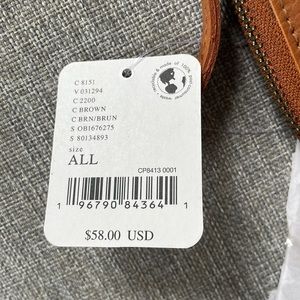 C 8151
V 031294
C 2200
C BROWN
C BRN/BRUN
S OB1676275
S 80134893
size
ALL
CP8413 0001
1 96790 84364 1
$58.00 USD